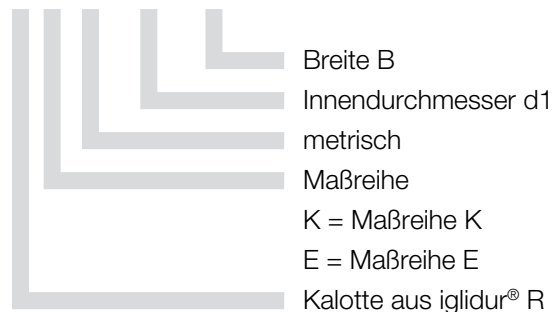 Breite B
Innendurchmesser d1
metrisch
Maßreihe
K = Maßreihe K
E = Maßreihe E
Kalotte aus iglidur® R